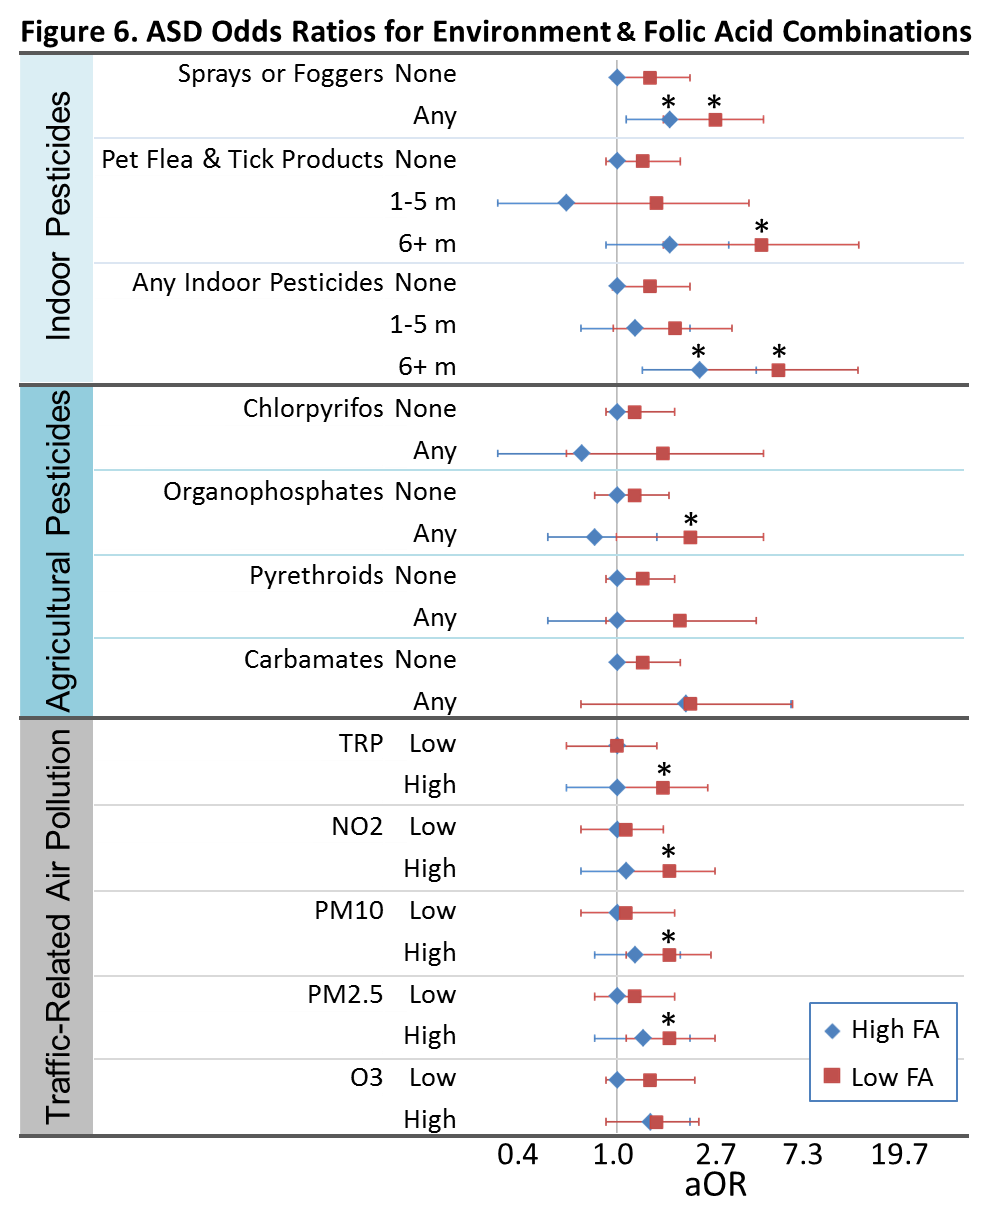 Figure 6. ASD Odds Ratios for Environment & Folic Acid Combinations
Indoor Pesticides
Sprays or Foggers None
Any
* *
Pet Flea & Tick Products None
1-5 m
6+ m
*
Any Indoor Pesticides None
1-5 m
6+ m
* *
Agricultural Pesticides
Chlorpyrifos None
Any
Organophosphates None
Any
*
Pyrethroids None
Any
Carbamates None
Any
Traffic-Related Air Pollution
TRP Low
High
*
NO2 Low
High
*
PM10 Low
High
*
PM2.5 Low
High
*
O3 Low
High
High FA
Low FA
0.4 1.0 2.7 7.3 19.7
aOR